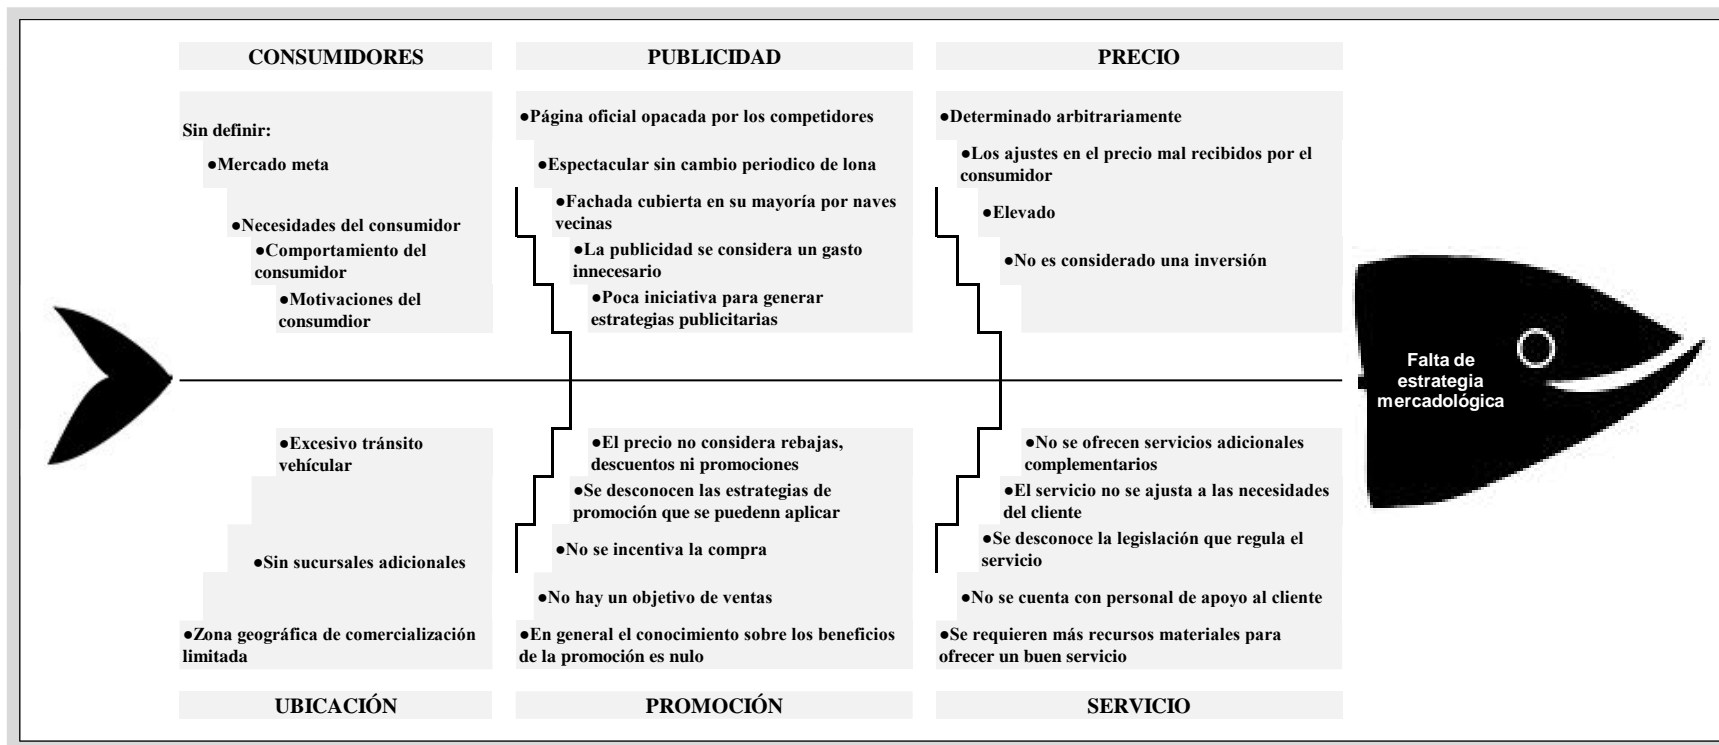 CONSUMIDORES
Sin definir:
●Mercado meta
●Necesidades del consumidor
●Comportamiento del
consumidor
●Motivaciones del
consumdior
PUBLICIDAD
●Página oficial opacada por los competidores
●Espectacular sin cambio periodico de lona
●Fachada cubierta en su mayoría por naves
vecinas
●La publicidad se considera un gasto
innecesario
●Poca iniciativa para generar
estrategias publicitarias
PRECIO
●Determinado arbitrariamente
●Los ajustes en el precio mal recibidos por el
consumidor
●Elevado
●No es considerado una inversión
Falta de
estrategia
mercadológica
●Excesivo tránsito
vehícular
●Sin sucursales adicionales
●Zona geográfica de comercialización
limitada
UBICACIÓN
●El precio no considera rebajas,
descuentos ni promociones
●Se desconocen las estrategias de
promoción que se puedenn aplicar
●No se incentiva la compra
●No hay un objetivo de ventas
●En general el conocimiento sobre los beneficios
de la promoción es nulo
PROMOCIÓN
●No se ofrecen servicios adicionales
complementarios
●El servicio no se ajusta a las necesidades
del cliente
●Se desconoce la legislación que regula el
servicio
●No se cuenta con personal de apoyo al cliente
●Se requieren más recursos materiales para
ofrecer un buen servicio
SERVICIO